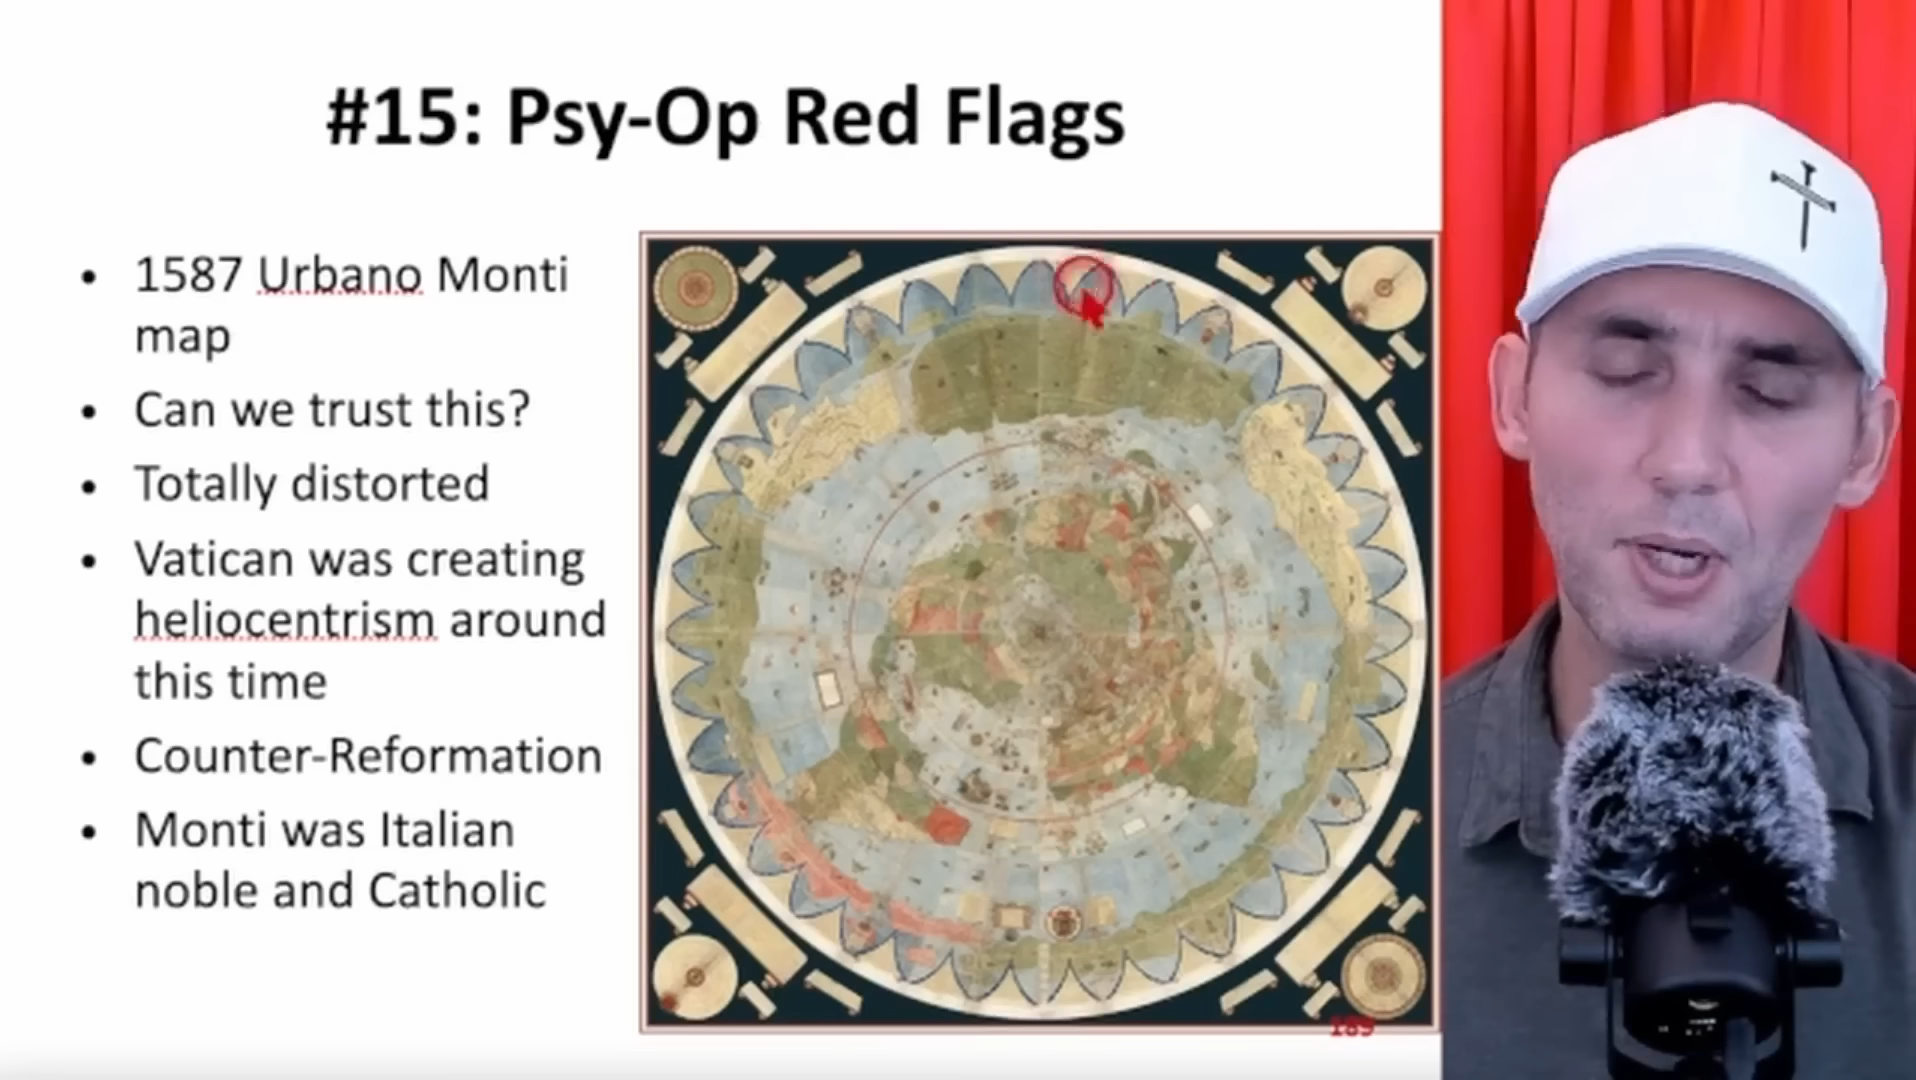 #15: Psy-Op Red Flags
• 1587 Urbano Monti
map
• Can we trust this?
• Totally distorted
• Vatican was creating
heliocentrism around
this time
• Counter-Reformation
• Monti was Italian
noble and Catholic
189